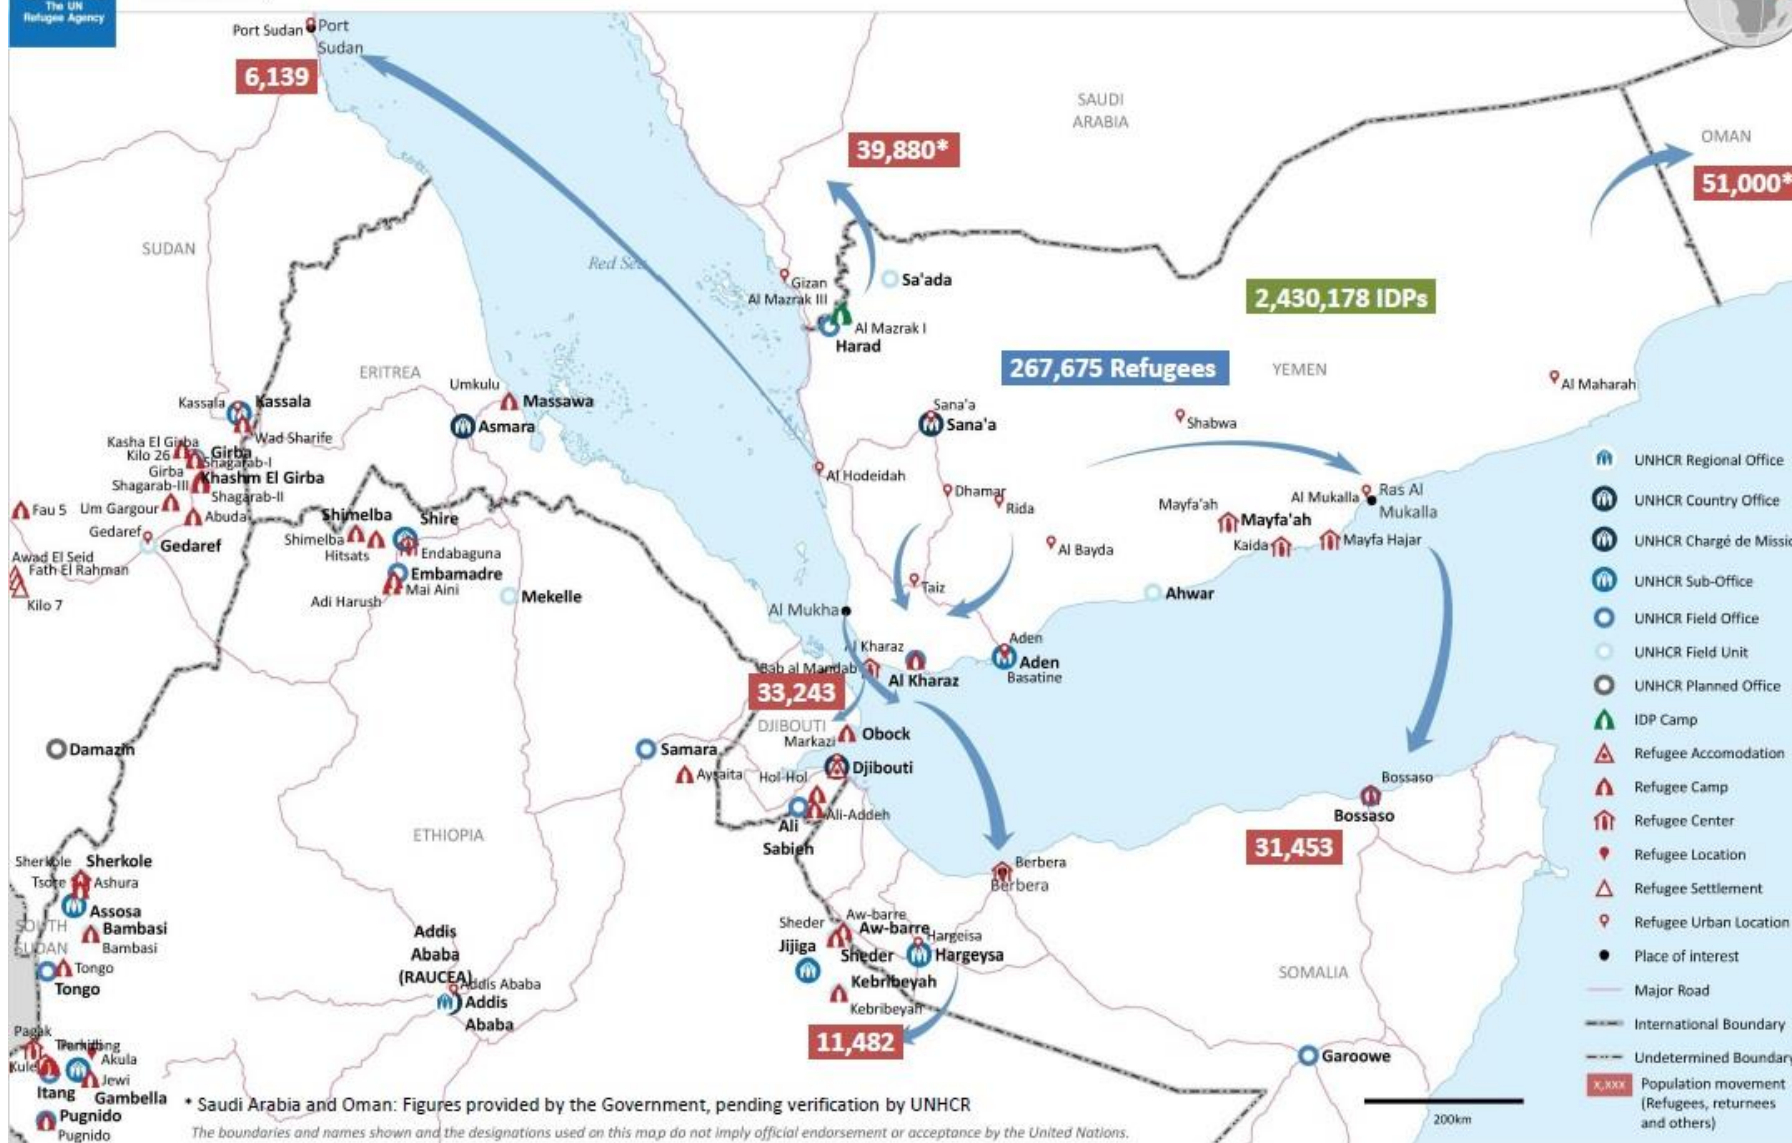 The UN
Refugee Agency
Port Sudan
Port
Sudan
6,139
SAUDI
ARABIA
OMAN
39,880*
51,000*
SUDAN
Red Sea
Gizan
Al Mazrak III
Sa'ada
Al Mazrak I
Harad
2,430,178 IDPs
267,675 Refugees
YEMEN
ERITREA
Umkulu
Massawa
Asmara
Kassala
Kassala
Wad Sharife
Kasha El Girba
Kilo 26
Girba
Shagarab-I
Girba
Khashm El Girba
Shagarab-III
Shagarab-II
Fau 5
Um Gargour
Abuda
Gedaref
Gedaref
Awad El Seid
Fath El Rahman
Kilo 7
Shimelba
Shire
Shimelba
Hitsats
Endabaguna
Embamadre
Mai Aini
Adi Harush
Mekelle
Sana'a
Sana'a
Shabwa
Al Maharah
Al Hodeidah
Dhamar
Rida
Al Bayda
Taiz
Mayfa'ah
Mayfa'ah
Al Mukalla
Ras Al
Mukalla
Kaida
Mayfa Hajar
Ahwar
Al Mukha
Al Kharaz
Bab al Mandab
Al Kharaz
Aden
Aden
Basatine
33,243
DJIBOUTI
Markazi
Obock
Hol-Hol
Djibouti
Ali-Addeh
Ali
Sabieh
Damazin
Samara
Aysaita
ETHIOPIA
Bossaso
Bossaso
31,453
Berbera
Berbera
Sherkole
Sherkole
Tsore
Ashura
Assosa
SOUTH
SUDAN
Bambasi
Bambasi
Tongo
Tongo
Addis
Ababa
(RAUCEA)
Addis Ababa
Addis
Ababa
Sheder
Aw-barre
Aw-barre
Jijiga
Sheder
Hargeisa
Hargeysa
Kebribeyah
Kebribeyah
11,482
SOMALIA
Garoowe
Pagak
Akula
Kule
Jewi
Itang
Gambella
Pugnido
Pugnido
UNHCR Regional Office
UNHCR Country Office
UNHCR Chargé de Missio
UNHCR Sub-Office
UNHCR Field Office
UNHCR Field Unit
UNHCR Planned Office
IDP Camp
Refugee Accomodation
Refugee Camp
Refugee Center
Refugee Location
Refugee Settlement
Refugee Urban Location
Place of interest
Major Road
International Boundary
Undetermined Boundary
x,xxx
Population movement
(Refugees, returnees
and others)
200km
* Saudi Arabia and Oman: Figures provided by the Government, pending verification by UNHCR
The boundaries and names shown and the designations used on this map do not imply official endorsement or acceptance by the United Nations.